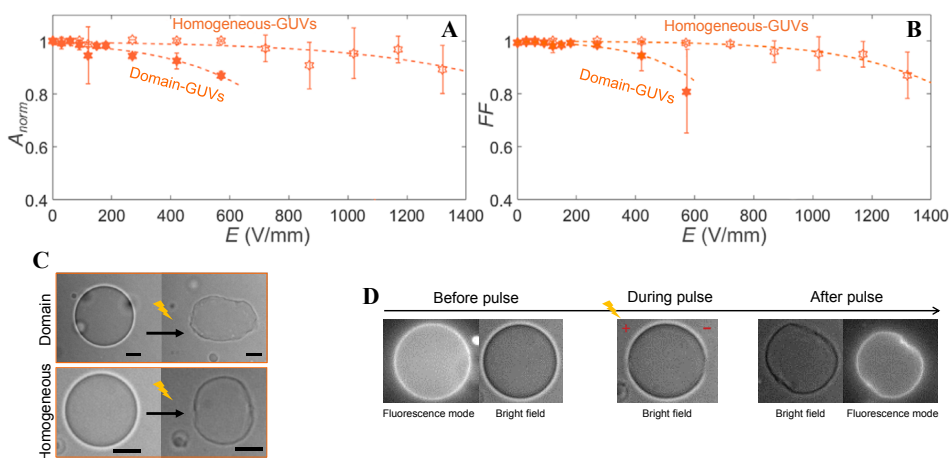 Homogeneous-GUVs
A
Domain-GUVs
1
0.8
0.6
0.4
A_norm
0 200 400 600 800 1000 1200 1400
E (V/mm)
Homogeneous-GUVs
B
Domain-GUVs
1
0.8
0.6
0.4
FF
0 200 400 600 800 1000 1200 1400
E (V/mm)
C
Domain
Homogeneous
D
Before pulse During pulse After pulse
+ −
Fluorescence mode Bright field Bright field Bright field Fluorescence mode